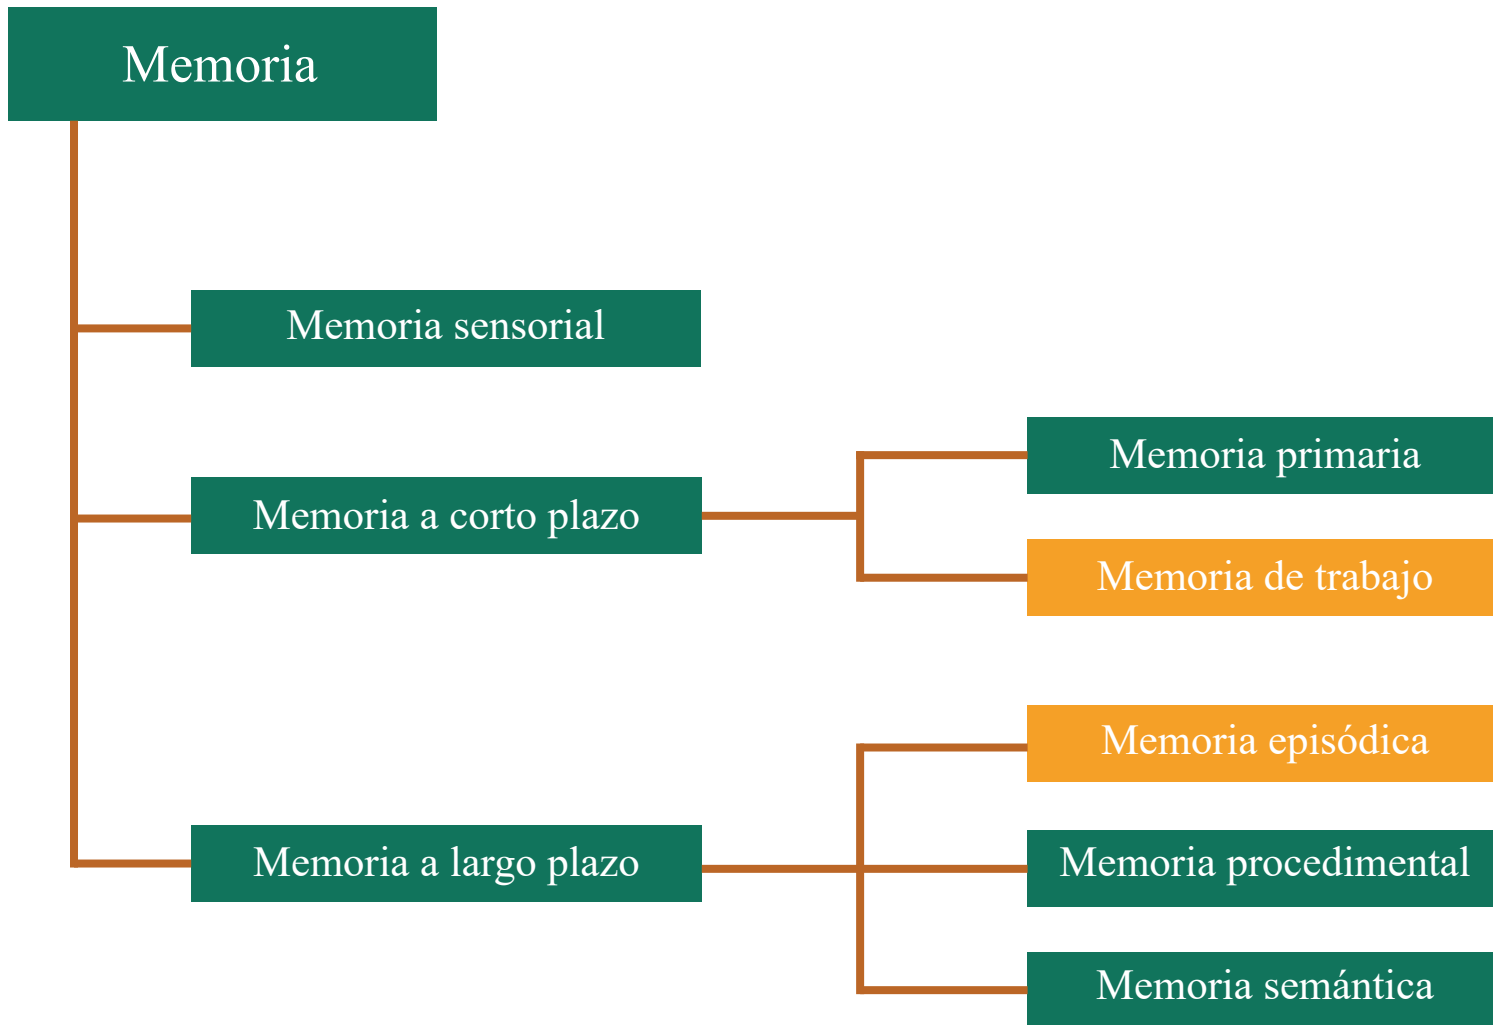 Memoria
Memoria sensorial
Memoria a corto plazo
Memoria primaria
Memoria de trabajo
Memoria a largo plazo
Memoria episódica
Memoria procedimental
Memoria semántica